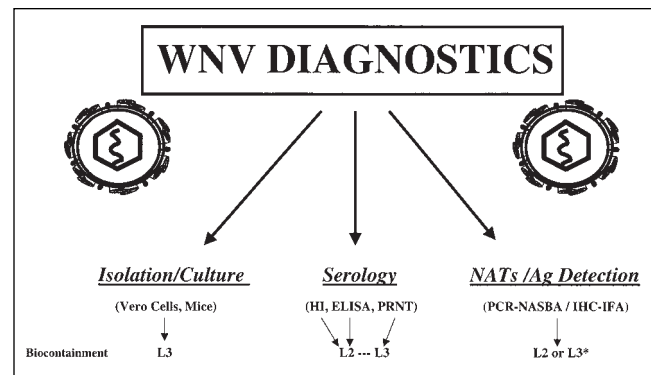 WNV DIAGNOSTICS
Isolation/Culture Serology NATs /Ag Detection
(Vero Cells, Mice) (HI, ELISA, PRNT) (PCR-NASBA / IHC-IFA)
Biocontainment L3 L2 --- L3 L2 or L3*